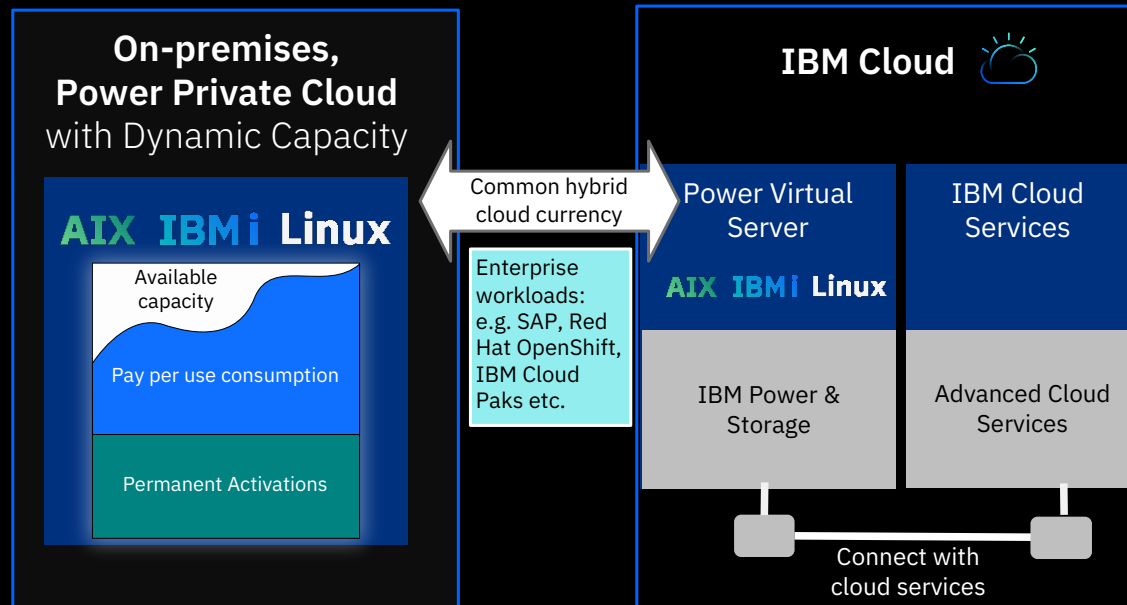 On-premises,
Power Private Cloud
with Dynamic Capacity
AIX IBM i Linux
Available
capacity
Pay per use consumption
Permanent Activations
Common hybrid
cloud currency
Enterprise
workloads:
e.g. SAP, Red
Hat OpenShift,
IBM Cloud
Paks etc.
IBM Cloud
Power Virtual
Server
AIX IBM i Linux
IBM Power &
Storage
IBM Cloud
Services
Advanced Cloud
Services
Connect with
cloud services